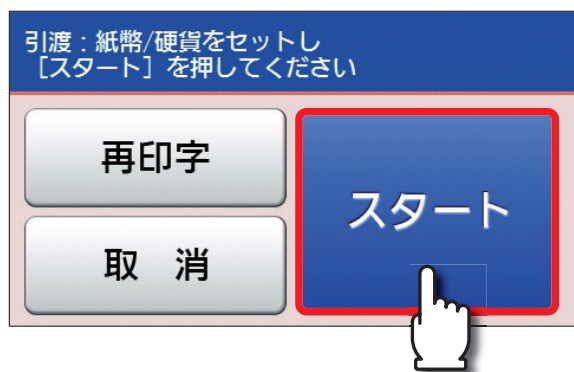 引渡：紙幣/硬貨をセットし
［スタート］を押してください
再印字
スタート
取　消